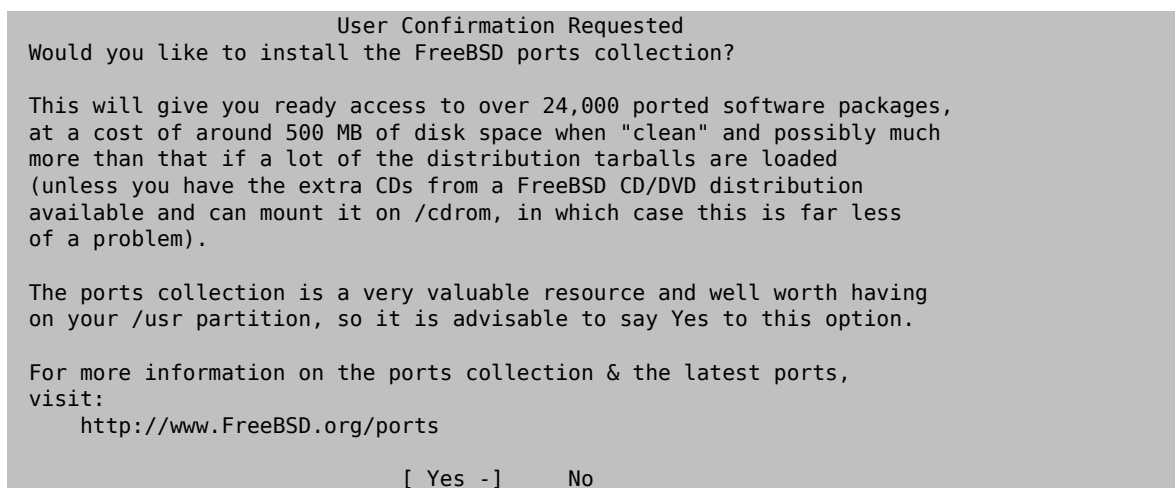 User Confirmation Requested
Would you like to install the FreeBSD ports collection?
This will give you ready access to over 24,000 ported software packages,
at a cost of around 500 MB of disk space when "clean" and possibly much
more than that if a lot of the distribution tarballs are loaded
(unless you have the extra CDs from a FreeBSD CD/DVD distribution
available and can mount it on /cdrom, in which case this is far less
of a problem).
The ports collection is a very valuable resource and well worth having
on your /usr partition, so it is advisable to say Yes to this option.
For more information on the ports collection & the latest ports,
visit:
http://www.FreeBSD.org/ports
[ Yes -] No